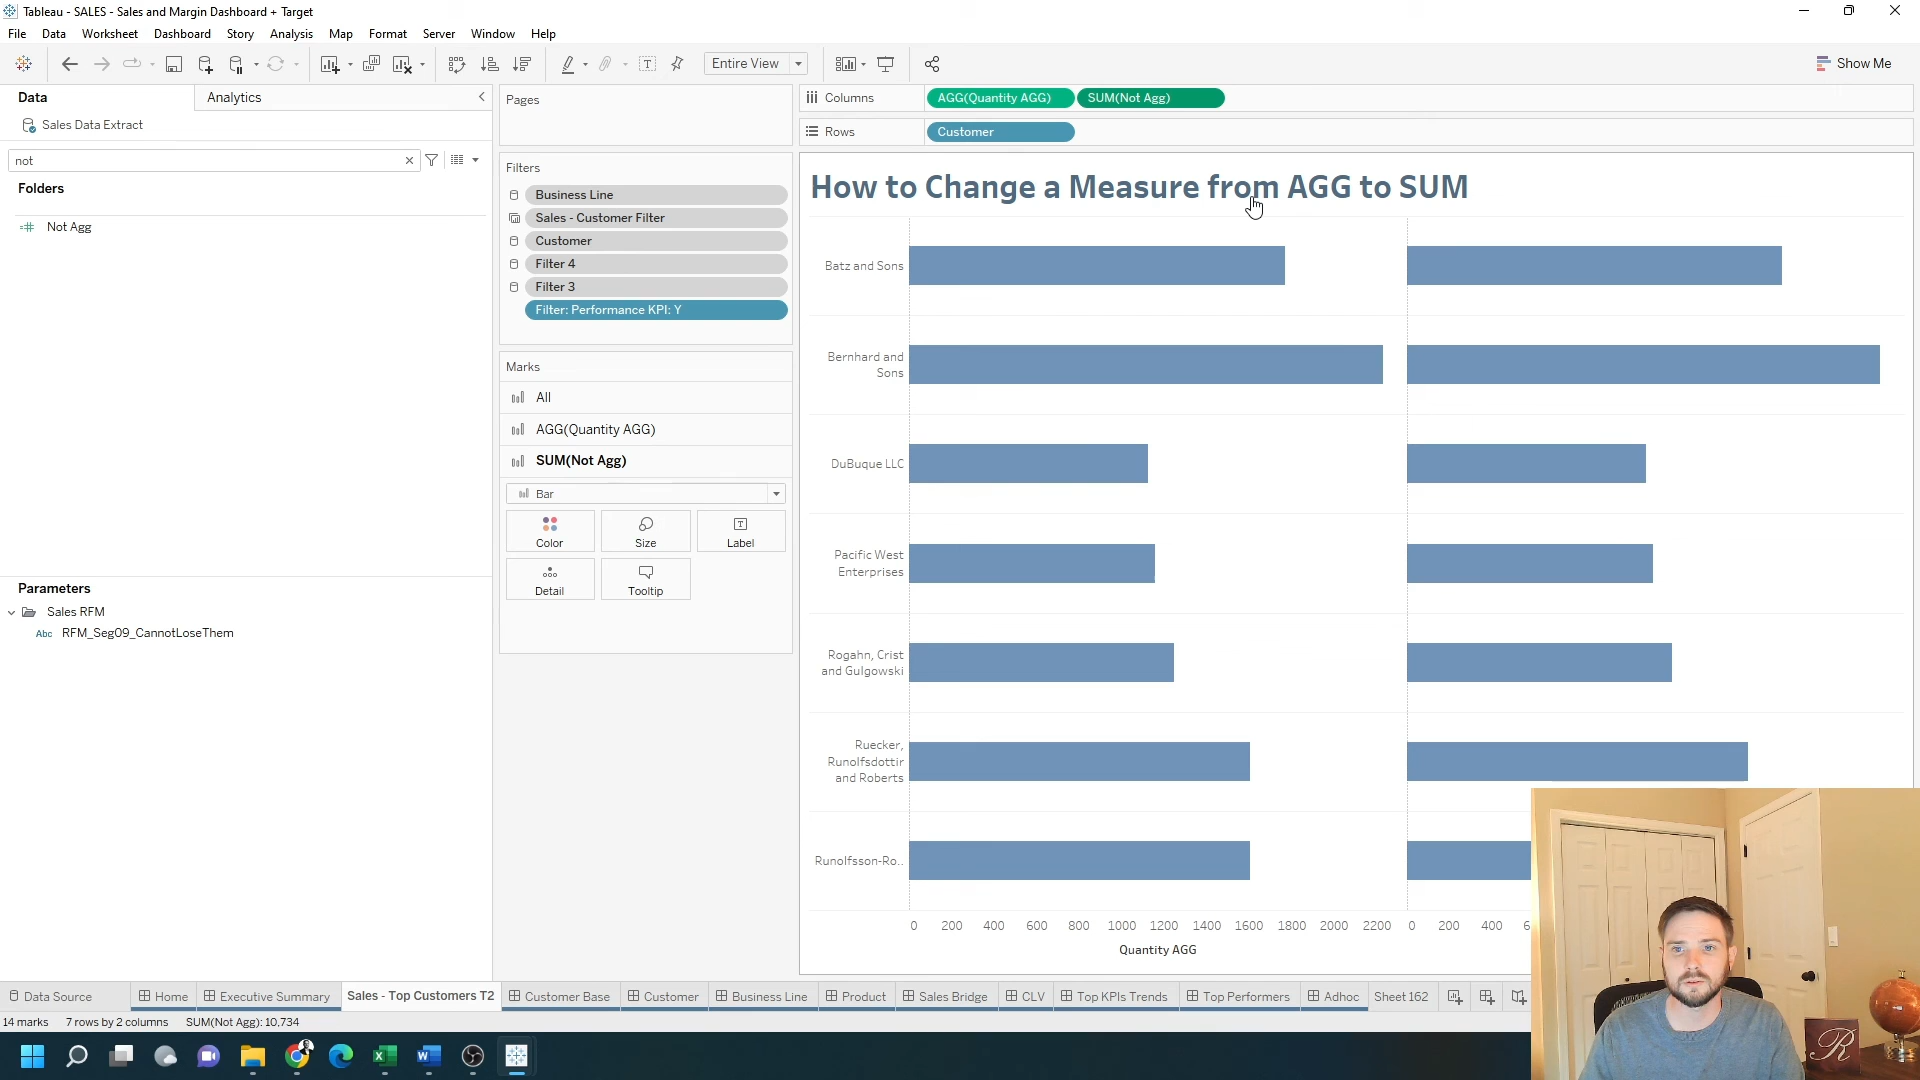 Tableau - SALES - Sales and Margin Dashboard + Target
File Data Worksheet Dashboard Story Analysis Map Format Server Window Help
Entire View
Show Me
Data Analytics
Sales Data Extract
not
Folders
Not Agg
Parameters
Sales RFM
Abc RFM_Seg09_CannotLoseThem
Pages
Filters
Business Line
Sales - Customer Filter
Customer
Filter 4
Filter 3
Filter: Performance KPI: Y
Marks
All
AGG(Quantity AGG)
SUM(Not Agg)
Bar
Color Size Label
Detail Tooltip
Columns AGG(Quantity AGG) SUM(Not Agg)
Rows Customer
How to Change a Measure from AGG to SUM
Batz and Sons
Bernhard and
Sons
DuBuque LLC
Pacific West
Enterprises
Rogahn, Crist
and Gulgowski
Ruecker,
Runolfsdottir
and Roberts
Runolfsson-Ro..
0 200 400 600 800 1000 1200 1400 1600 1800 2000 2200 0 200 400 6
Quantity AGG
Data Source Home Executive Summary Sales - Top Customers T2 Customer Base Customer Business Line Product Sales Bridge CLV Top KPIs Trends Top Performers Adhoc Sheet 162
14 marks 7 rows by 2 columns SUM(Not Agg): 10,734
R